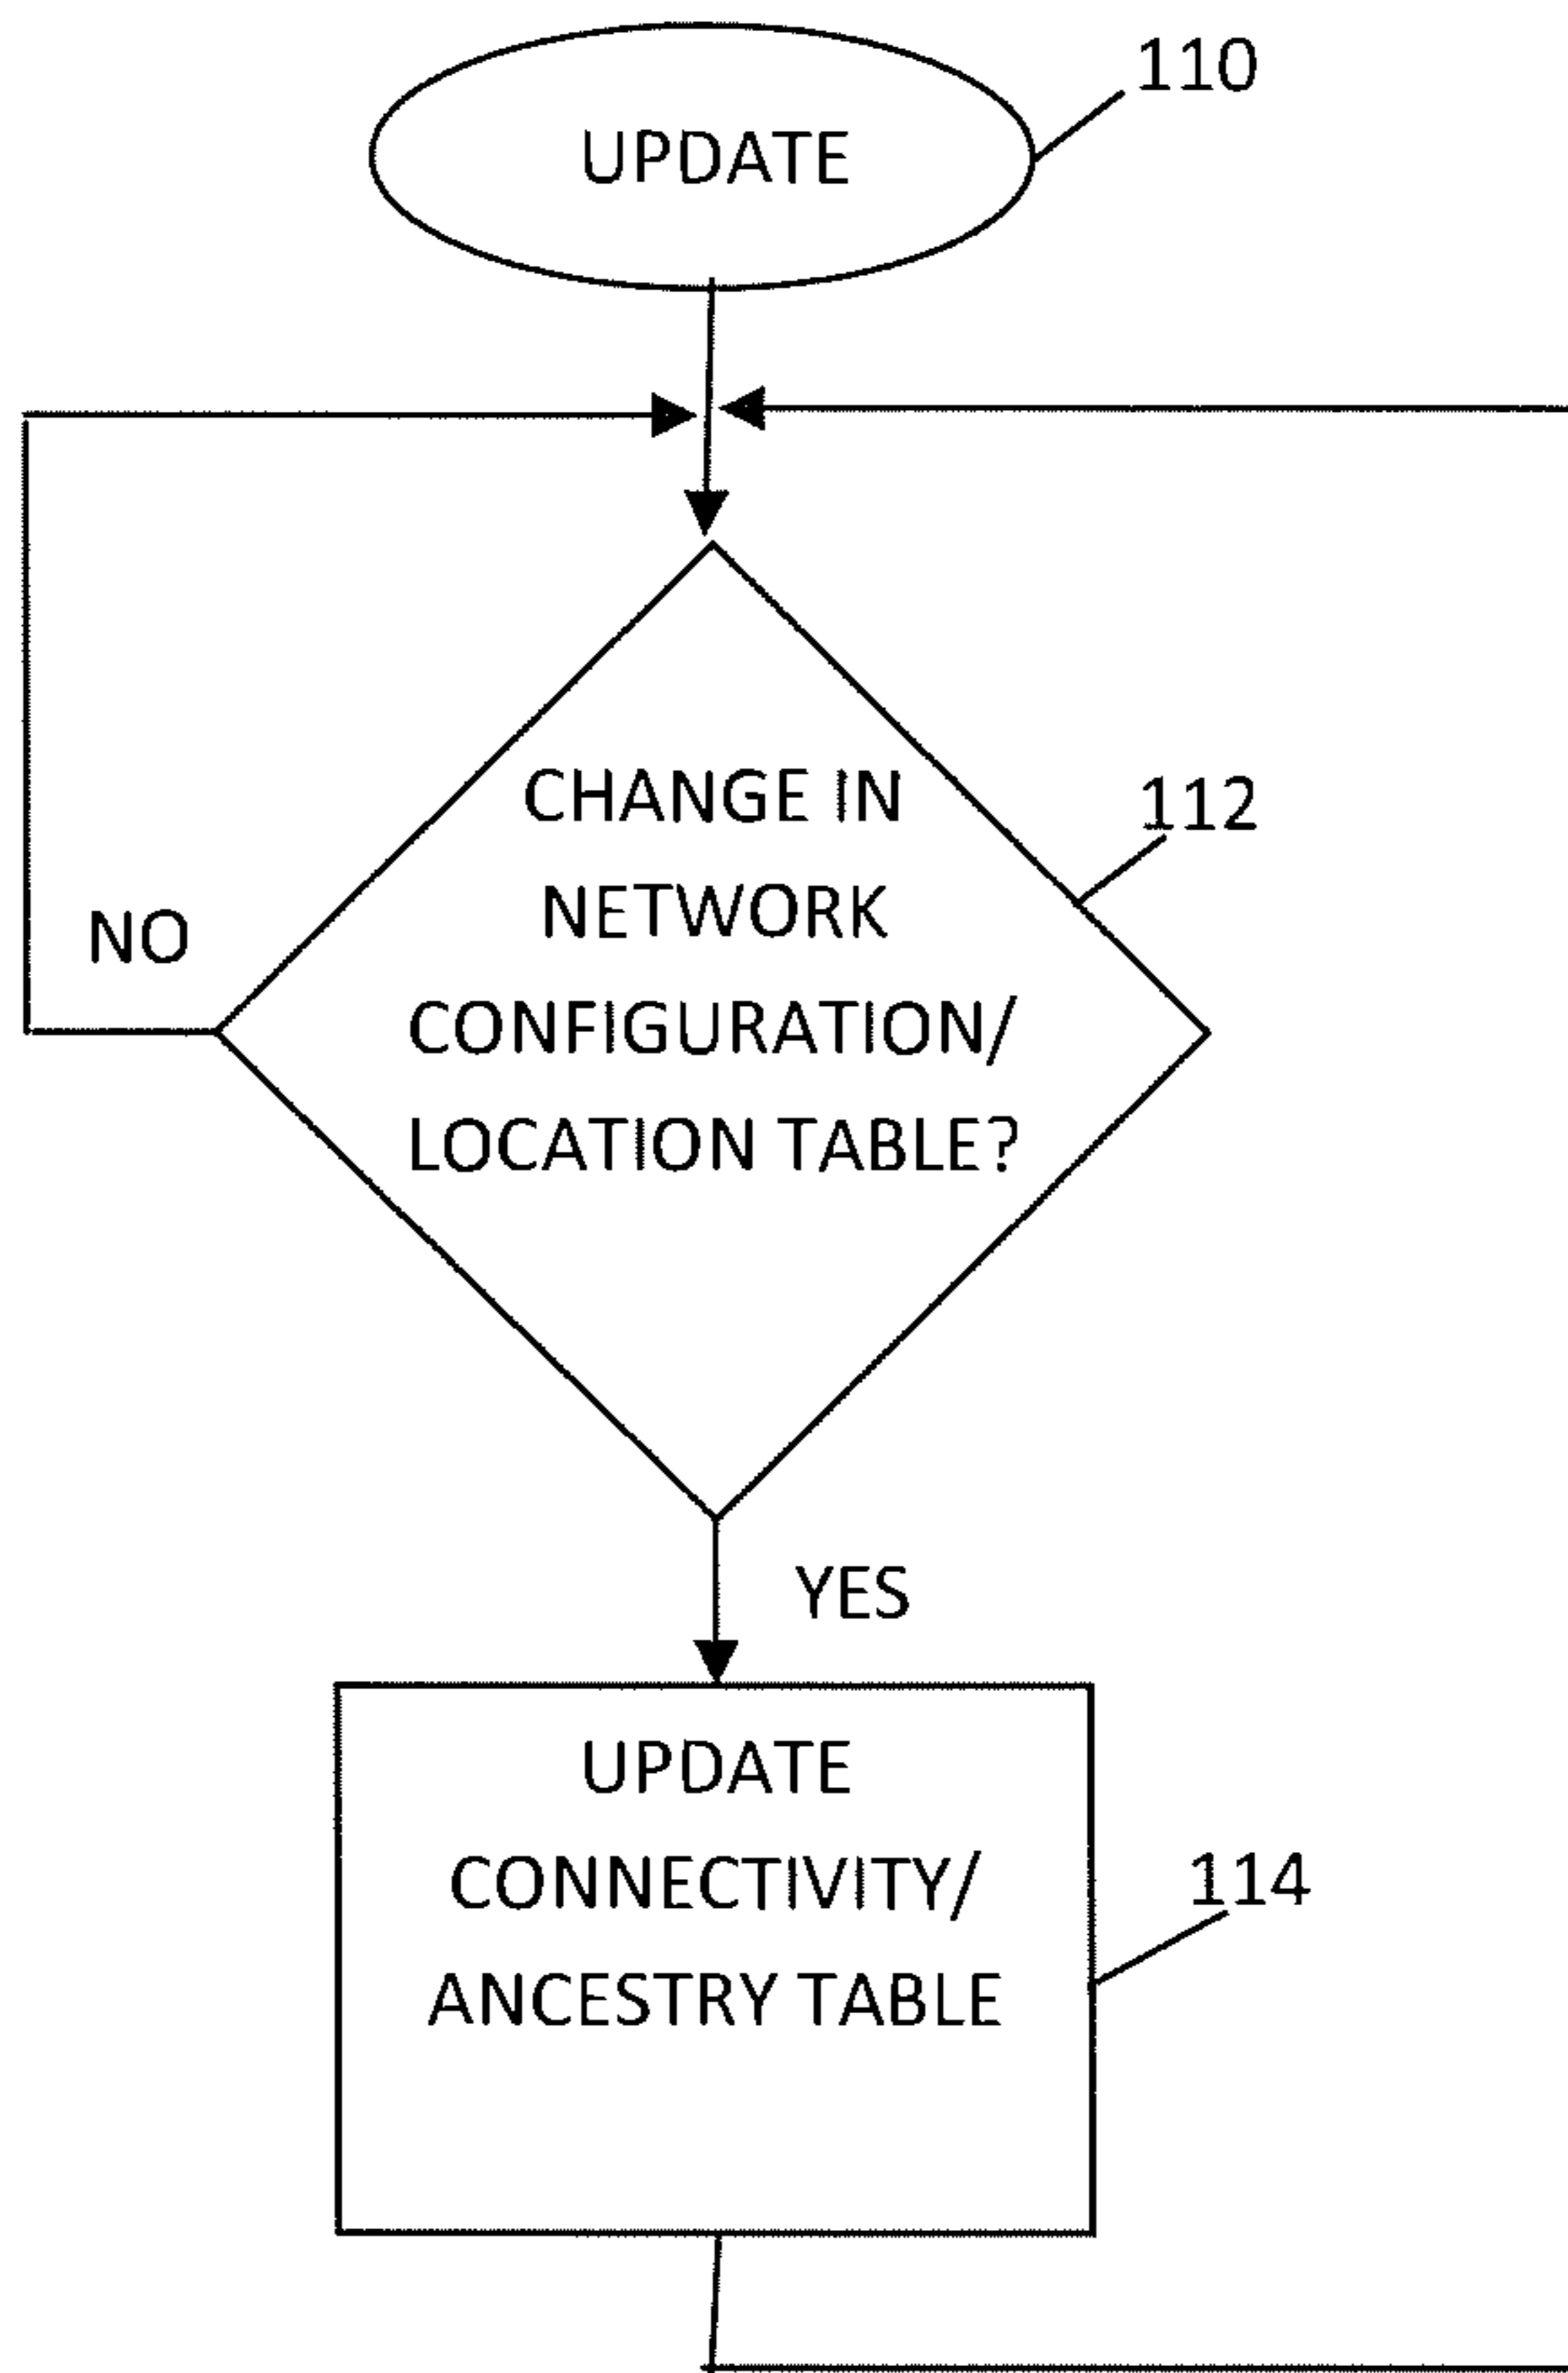 110
UPDATE
CHANGE IN
112
NETWORK
NO
CONFIGURATION/
LOCATION TABLE?
YES
UPDATE
CONNECTIVITY/
114
ANCESTRY TABLE